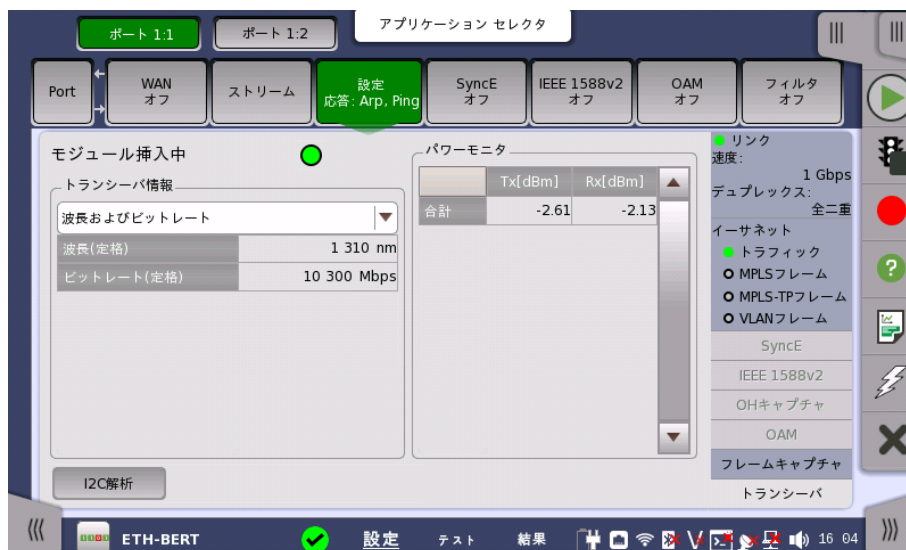 アプリケーション セレクタ
ポート 1:1
ポート 1:2
Port
WAN
オフ
ストリーム
設定
応答: Arp, Ping
SyncE
オフ
IEEE 1588v2
オフ
OAM
オフ
フィルタ
オフ
モジュール挿入中
トランシーバ情報
波長およびビットレート
波長(定格) 1 310 nm
ビットレート(定格) 10 300 Mbps
I2C解析
パワーモニタ
Tx[dBm] Rx[dBm]
合計 -2.61 -2.13
リンク
速度:
1 Gbps
デュプレックス:
全二重
イーサネット
トラフィック
MPLSフレーム
MPLS-TPフレーム
VLANフレーム
SyncE
IEEE 1588v2
OHキャプチャ
OAM
フレームキャプチャ
トランシーバ
ETH-BERT
設定
テスト
結果
16 04